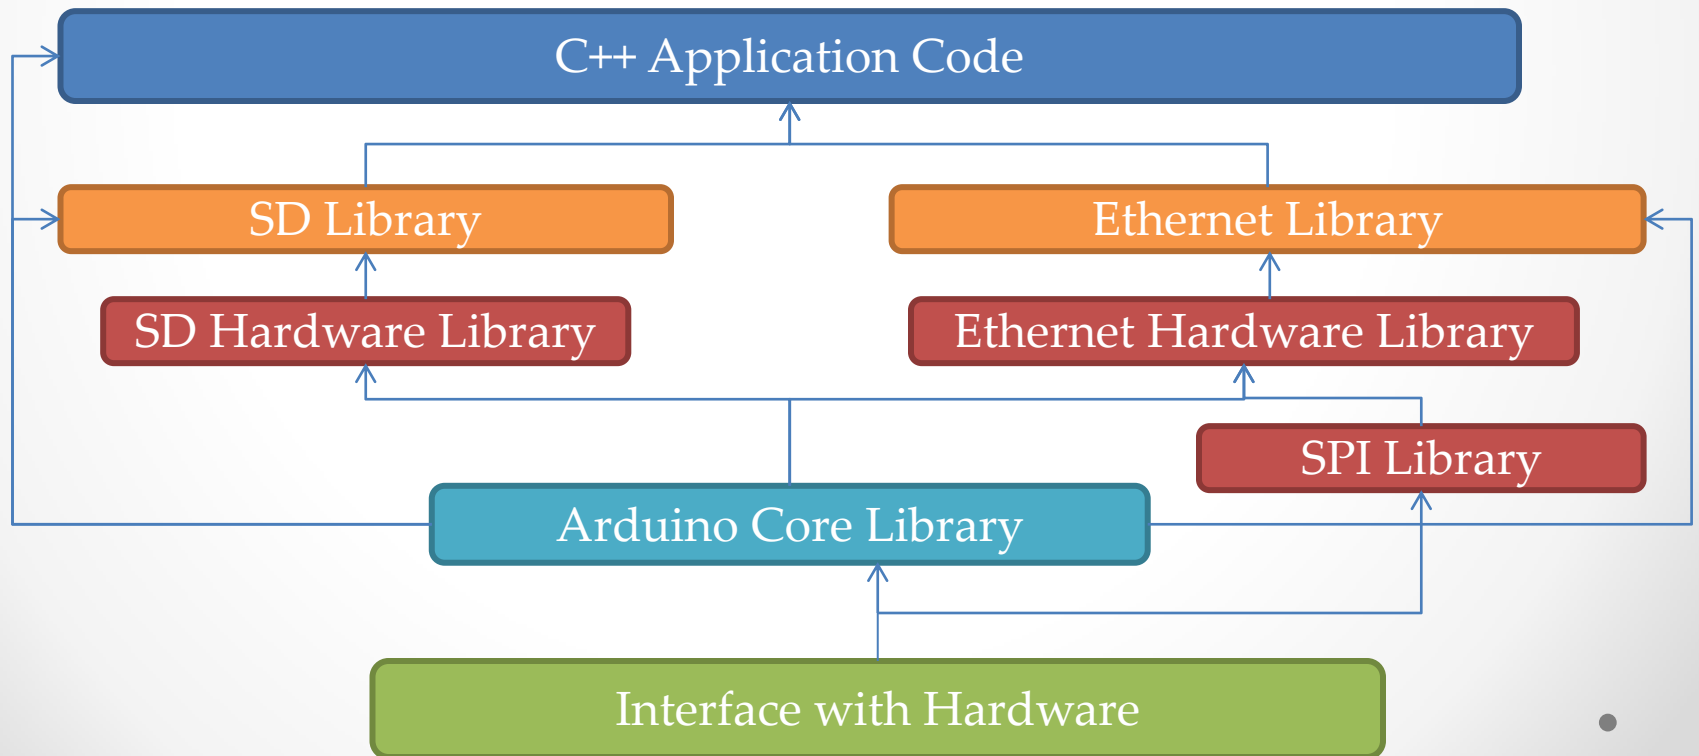 C++ Application Code
SD Library
Ethernet Library
SD Hardware Library
Ethernet Hardware Library
SPI Library
Arduino Core Library
Interface with Hardware